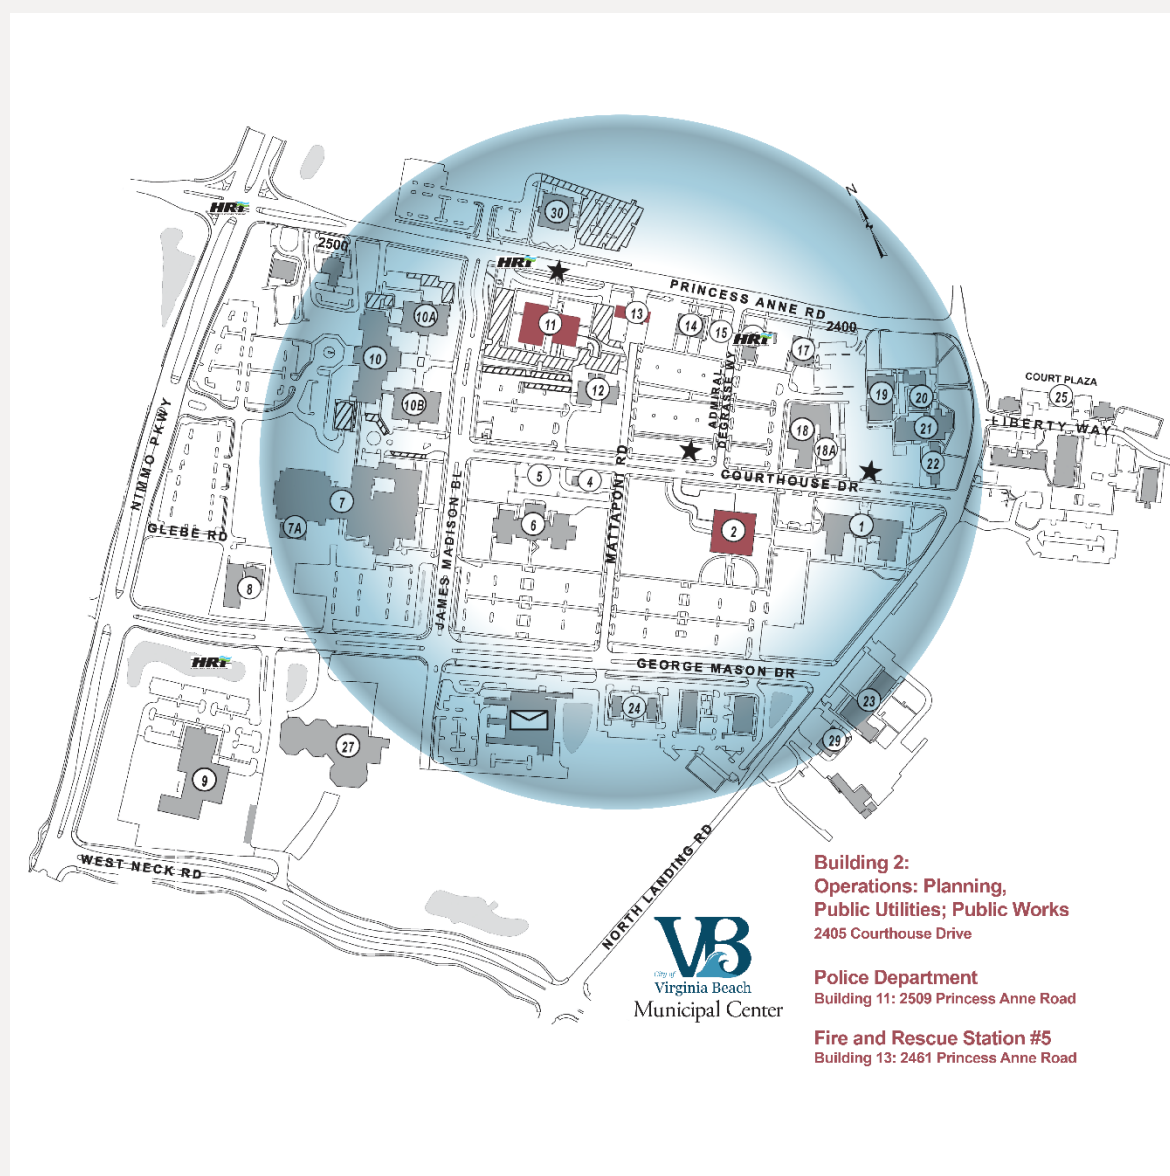 N
HRT
30
2500
HRT
PRINCESS ANNE RD
10A
11
13
14
15
HRT
2400
17
10
12
ADMIRAL
DEGRASSE WY
COURT PLAZA
25
19
20
10B
18
21
LIBERTY WAY
18A
22
NIMMO PKWY
5
4
COURTHOUSE DR
7
7A
GLEBE RD
JAMES MADISON BL
6
MATTAPONI RD
2
1
8
HRT
GEORGE MASON DR
24
23
29
27
9
WEST NECK RD
NORTH LANDING RD
Building 2:
Operations: Planning,
Public Utilities; Public Works
2405 Courthouse Drive
VB
City of
Virginia Beach
Municipal Center
Police Department
Building 11: 2509 Princess Anne Road
Fire and Rescue Station #5
Building 13: 2461 Princess Anne Road